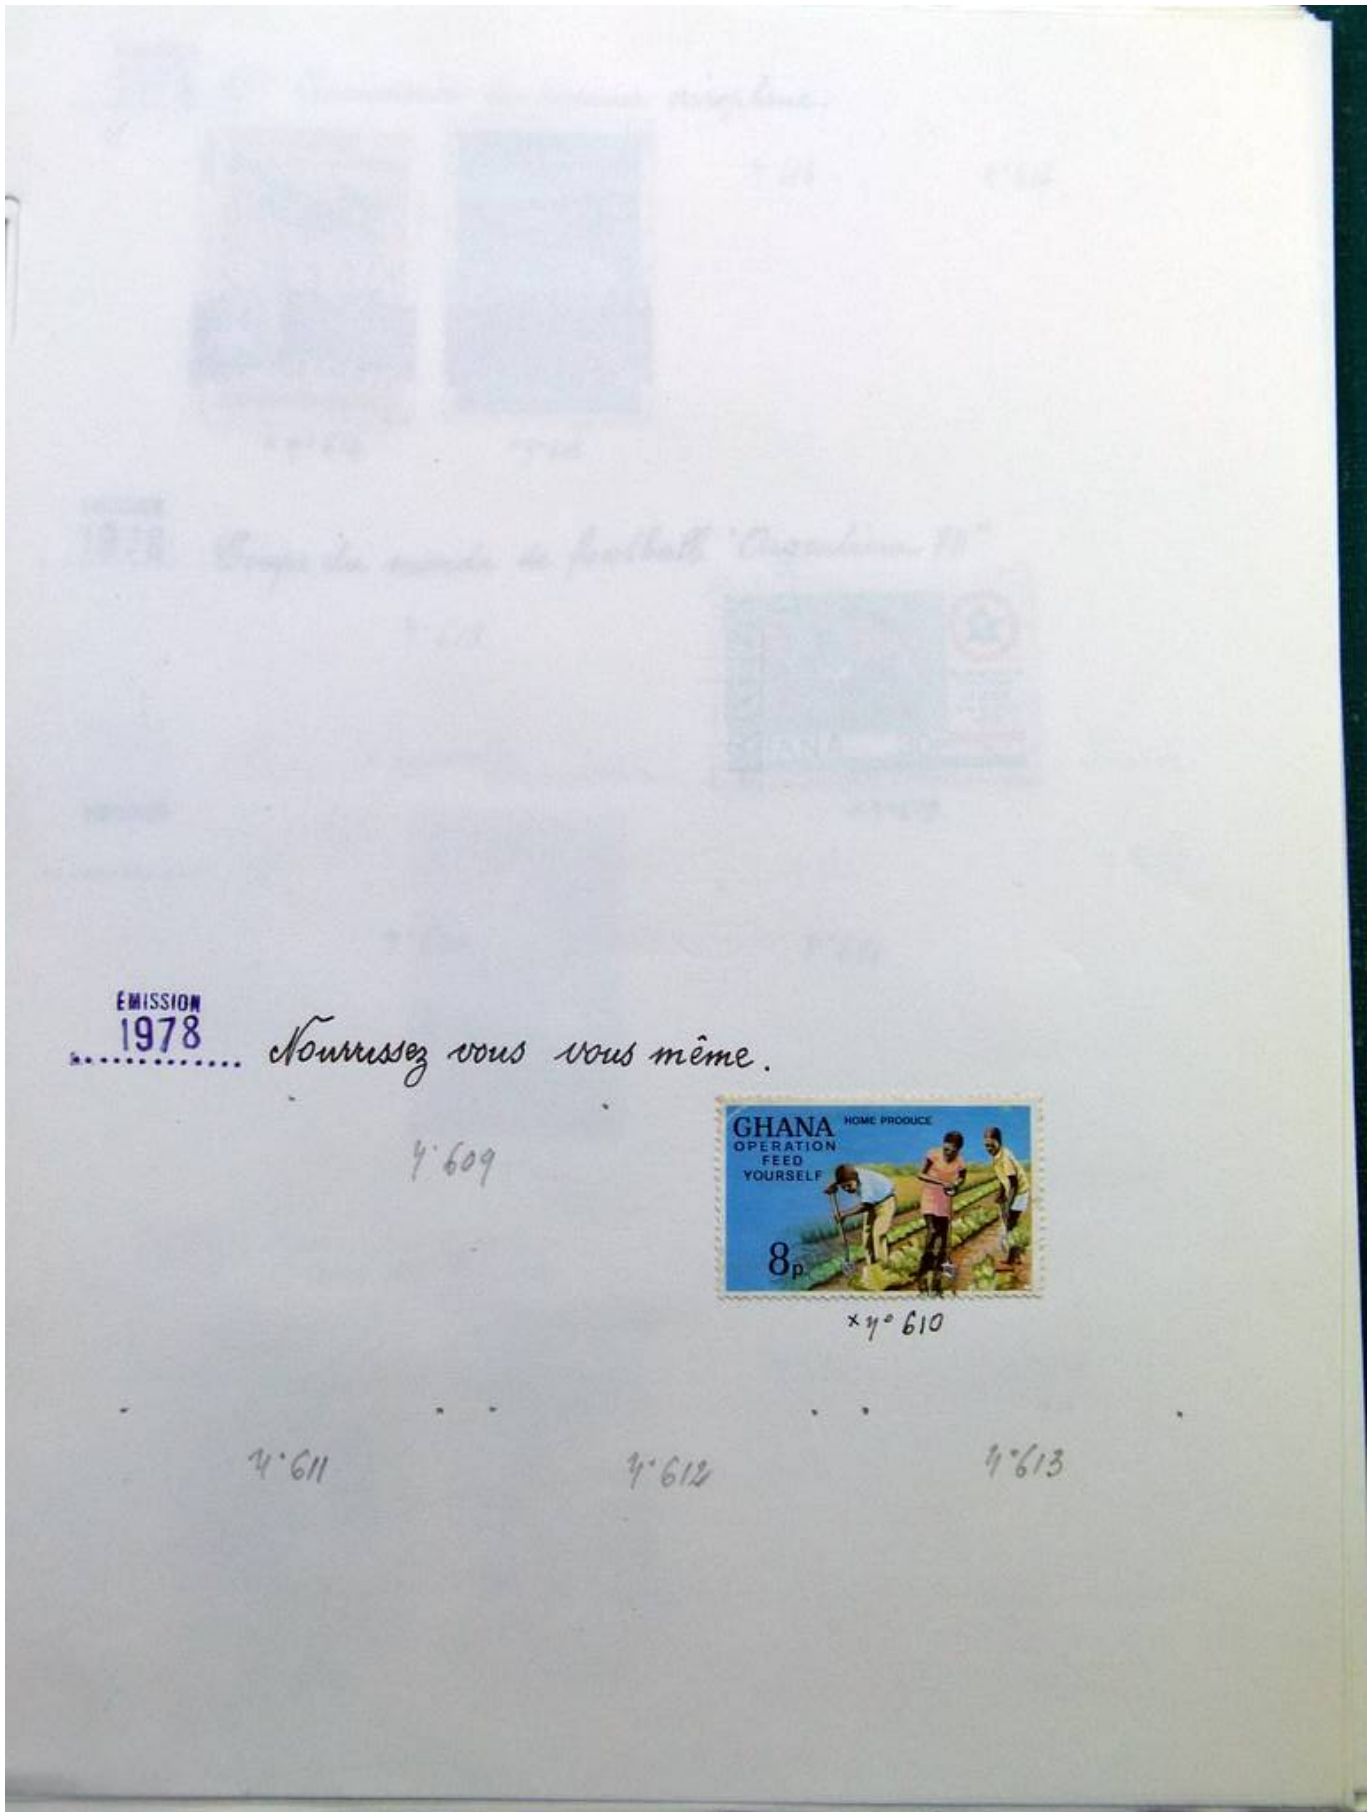 ÉMISSION
1978
Nourrissez vous vous même.
GHANA
HOME PRODUCE
OPERATION
FEED
YOURSELF
8p
n° 609
x n° 610
n° 611
n° 612
n° 613